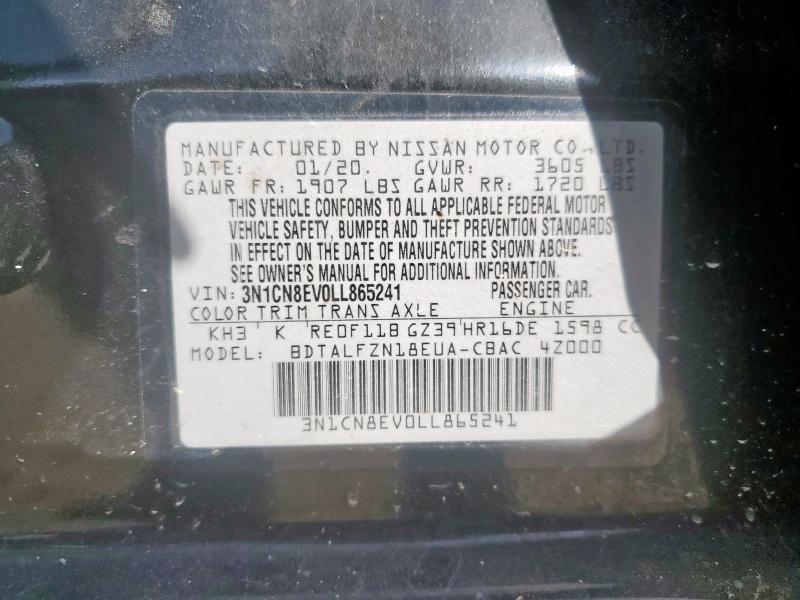 MANUFACTURED BY NISSAN MOTOR CO., LTD.
DATE: 01/20. GVWR: 3605 LBS
GAWR FR: 1907 LBS GAWR RR: 1720 LBS
THIS VEHICLE CONFORMS TO ALL APPLICABLE FEDERAL MOTOR
VEHICLE SAFETY, BUMPER AND THEFT PREVENTION STANDARDS
IN EFFECT ON THE DATE OF MANUFACTURE SHOWN ABOVE.
SEE OWNER'S MANUAL FOR ADDITIONAL INFORMATION.
VIN: 3N1CN8EV0LL865241 PASSENGER CAR.
COLOR TRIM TRANS AXLE ENGINE
KH3 K RE0F11B GZ39 HR16DE 1598 CC
MODEL: BDTALFZN18EUA-CBAC 4Z000
3N1CN8EV0LL865241